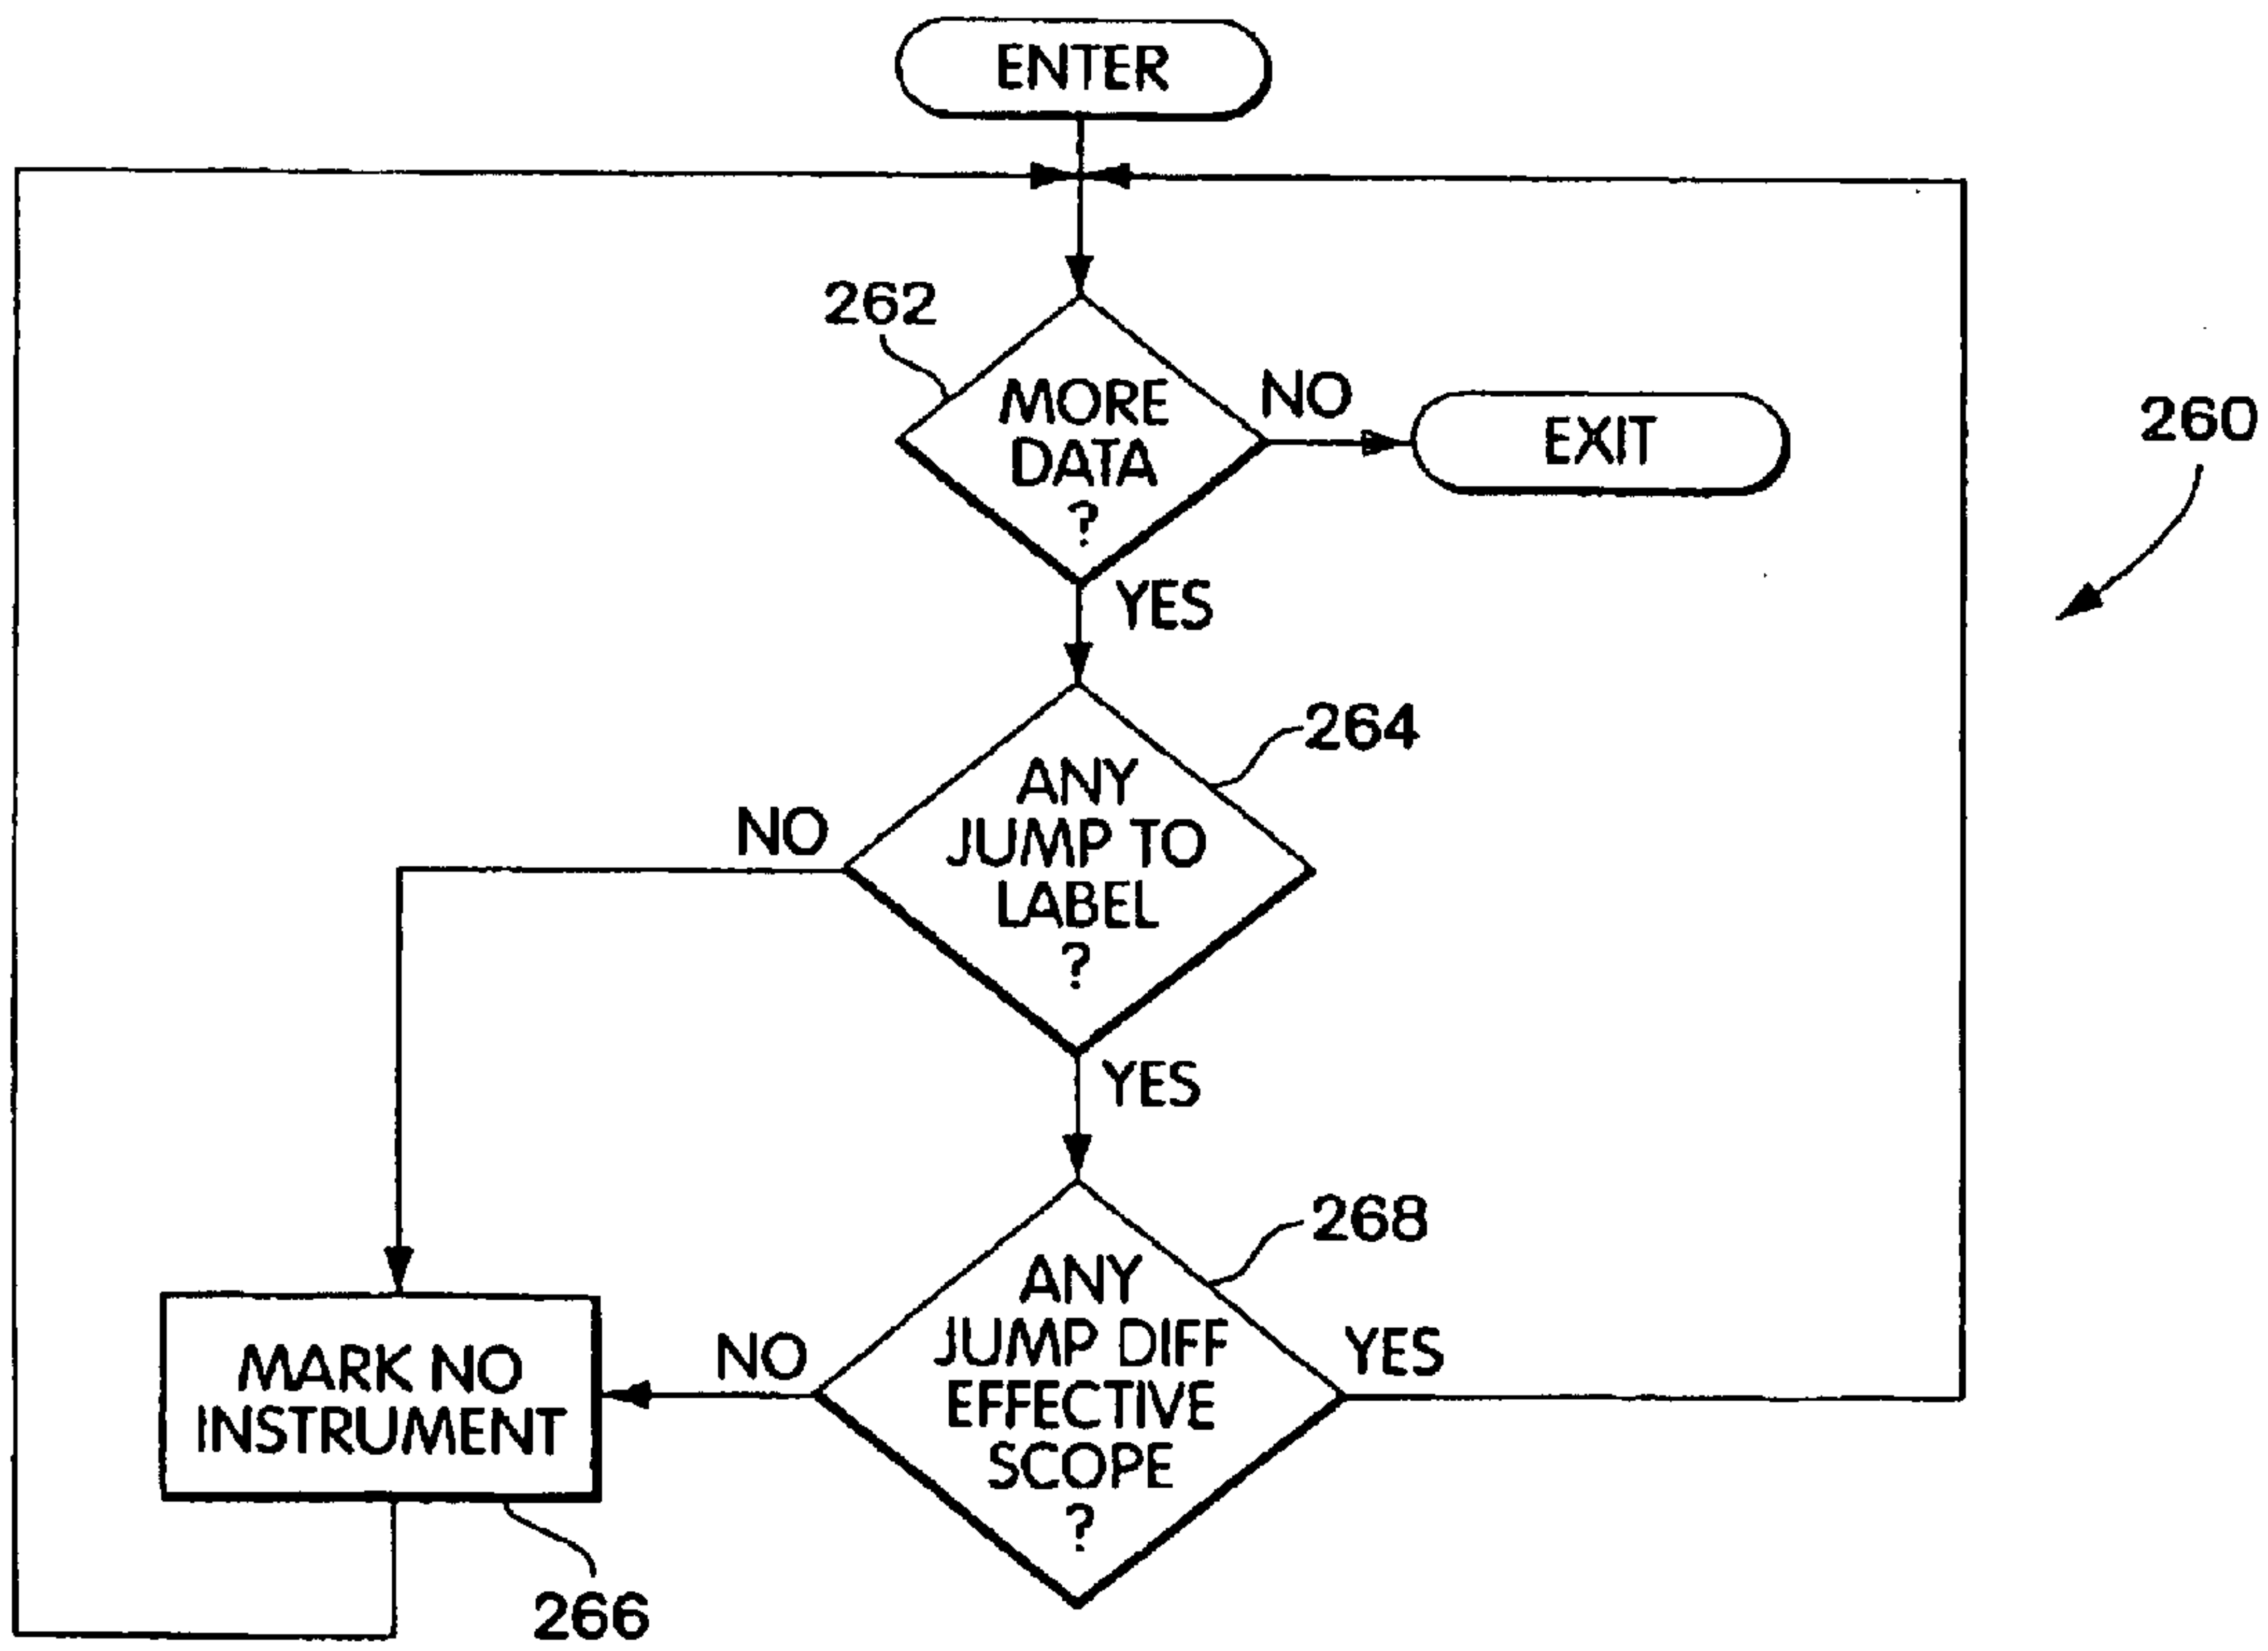 ENTER
262
MORE
DATA
?
NO
EXIT
260
YES
264
ANY
JUMP TO
LABEL
?
NO
YES
268
ANY
JUMP DIFF
EFFECTIVE
SCOPE
?
NO
YES
MARK NO
INSTRUMENT
266